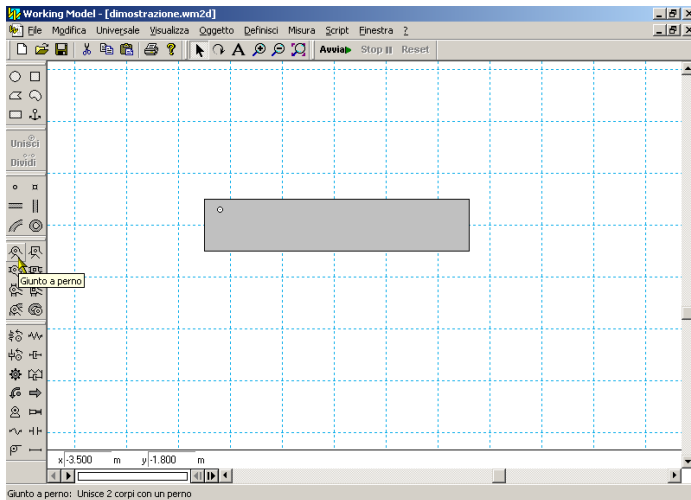 Working Model - [dimostrazione.wm2d]
File Modifica Universale Visualizza Oggetto Definisci Misura Script Finestra ?
A Avvia Stop Reset
Unisci
Dividi
Giunto a perno
x -3.500 m y -1.800 m
Giunto a perno: Unisce 2 corpi con un perno